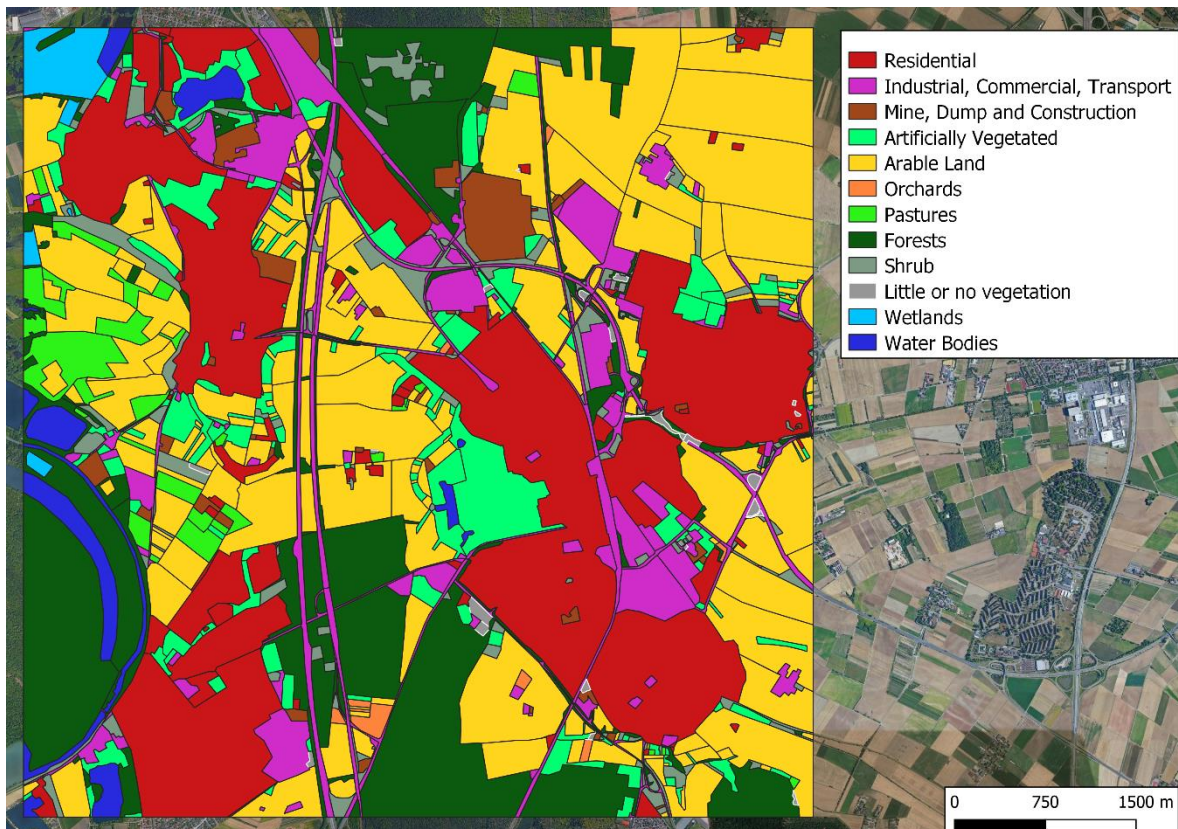 Residential
Industrial, Commercial, Transport
Mine, Dump and Construction
Artificially Vegetated
Arable Land
Orchards
Pastures
Forests
Shrub
Little or no vegetation
Wetlands
Water Bodies
0 750 1500 m